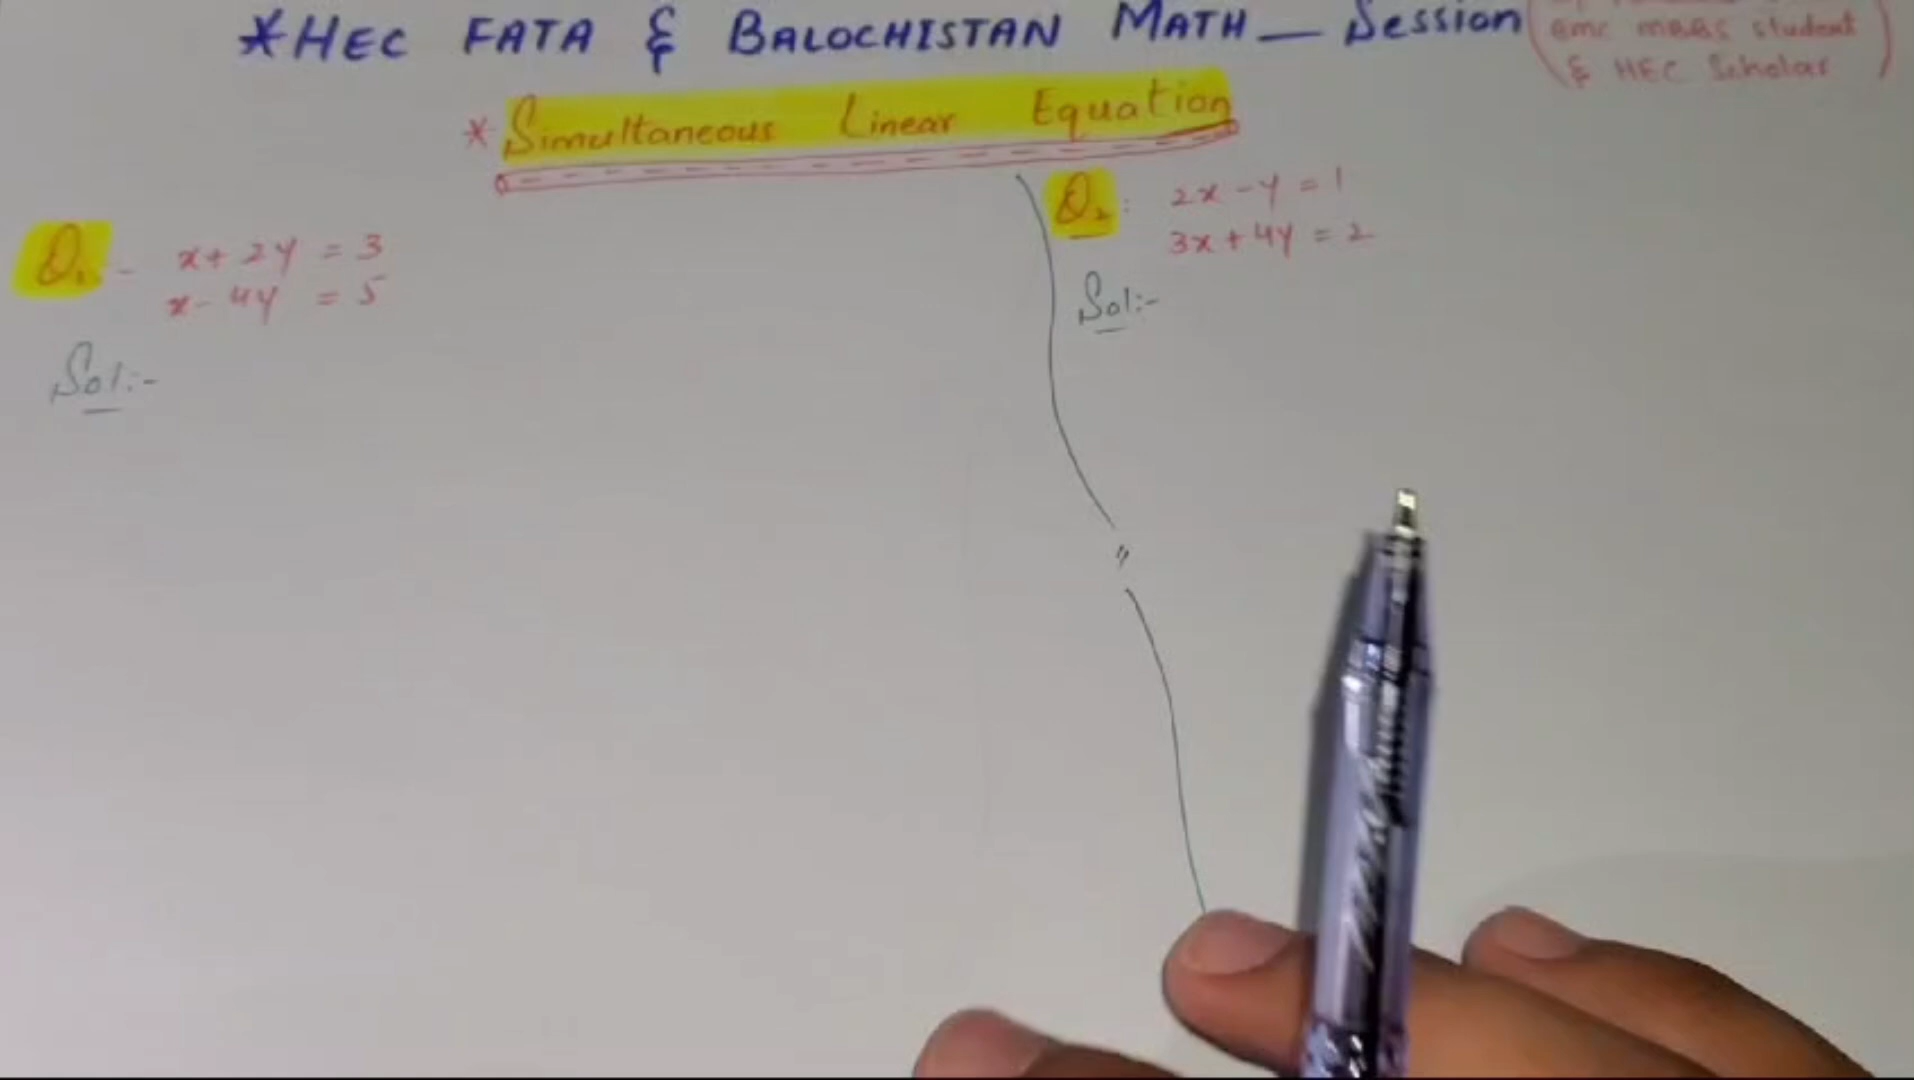 *HEC FATA & BALOCHISTAN MATH_ Session
emc mBBS student
& HEC Scholar
* Simultaneous Linear Equation
Q1 - x + 2y = 3
x - 4y = 5
Sol:-
Q2: 2x - y = 1
3x + 4y = 2
Sol:-